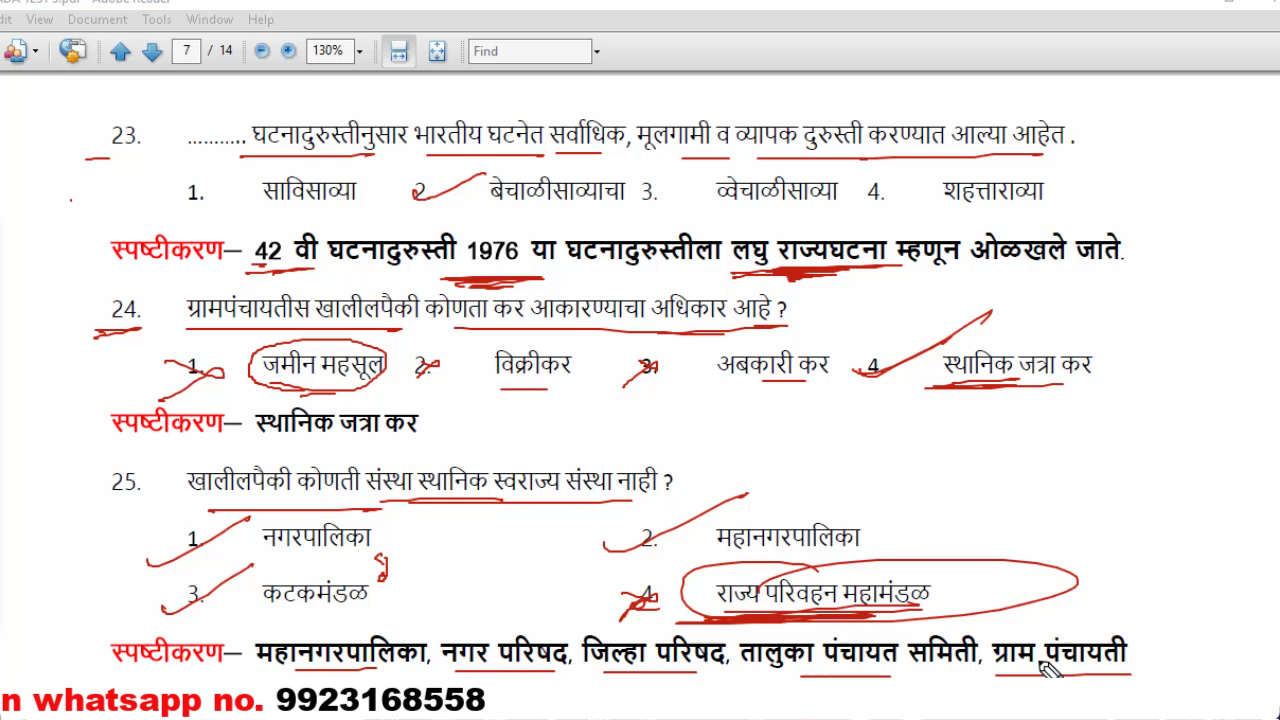 dit View Document Tools Window Help
7 / 14 130% Find
23. ........... घटनादुरुस्तीनुसार भारतीय घटनेत सर्वाधिक, मूलगामी व व्यापक दुरुस्ती करण्यात आल्या आहेत .
1. साविसाव्या 2. बेचाळीसाव्याचा 3. व्वेचाळीसाव्या 4. शहत्ताराव्या
स्पष्टीकरण– 42 वी घटनादुरुस्ती 1976 या घटनादुरुस्तीला लघु राज्यघटना म्हणून ओळखले जाते.
24. ग्रामपंचायतीस खालीलपैकी कोणता कर आकारण्याचा अधिकार आहे ?
1. जमीन महसूल 2. विक्रीकर 3. अबकारी कर 4. स्थानिक जत्रा कर
स्पष्टीकरण– स्थानिक जत्रा कर
25. खालीलपैकी कोणती संस्था स्थानिक स्वराज्य संस्था नाही ?
1. नगरपालिका 2. महानगरपालिका
3. कटकमंडळ 4. राज्य परिवहन महामंडळ
स्पष्टीकरण– महानगरपालिका, नगर परिषद, जिल्हा परिषद, तालुका पंचायत समिती, ग्राम पंचायती
n whatsapp no. 9923168558